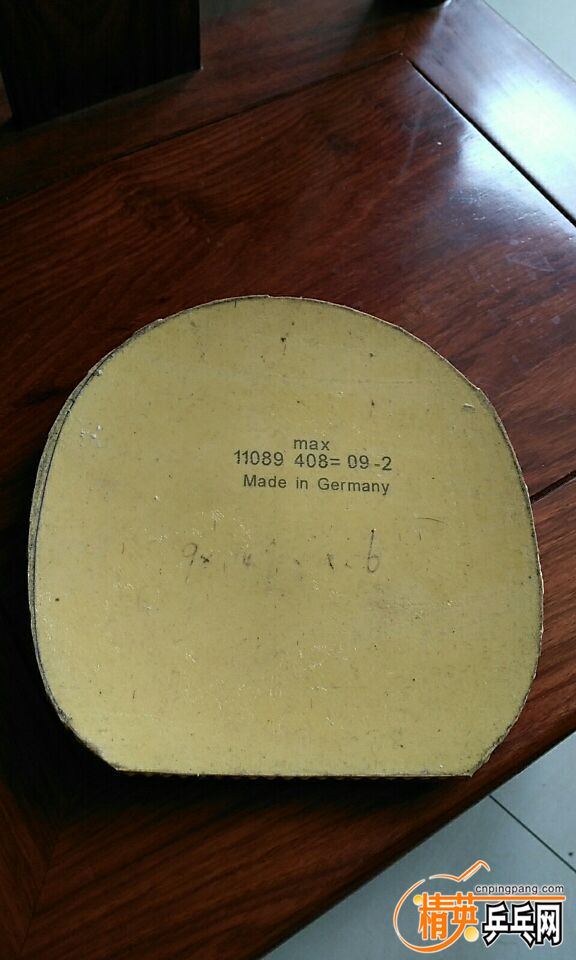 max
11089 408= 09-2
Made in Germany
cnpingpang.com
精英乒乓网